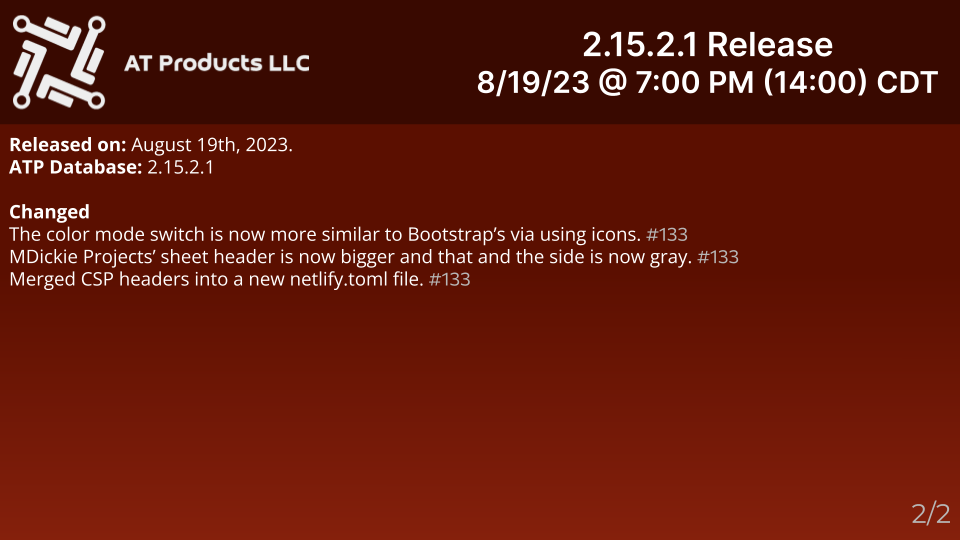 AT Products LLC
2.15.2.1 Release
8/19/23 @ 7:00 PM (14:00) CDT
Released on: August 19th, 2023.
ATP Database: 2.15.2.1
Changed
The color mode switch is now more similar to Bootstrap’s via using icons. #133
MDickie Projects’ sheet header is now bigger and that and the side is now gray. #133
Merged CSP headers into a new netlify.toml file. #133
2/2